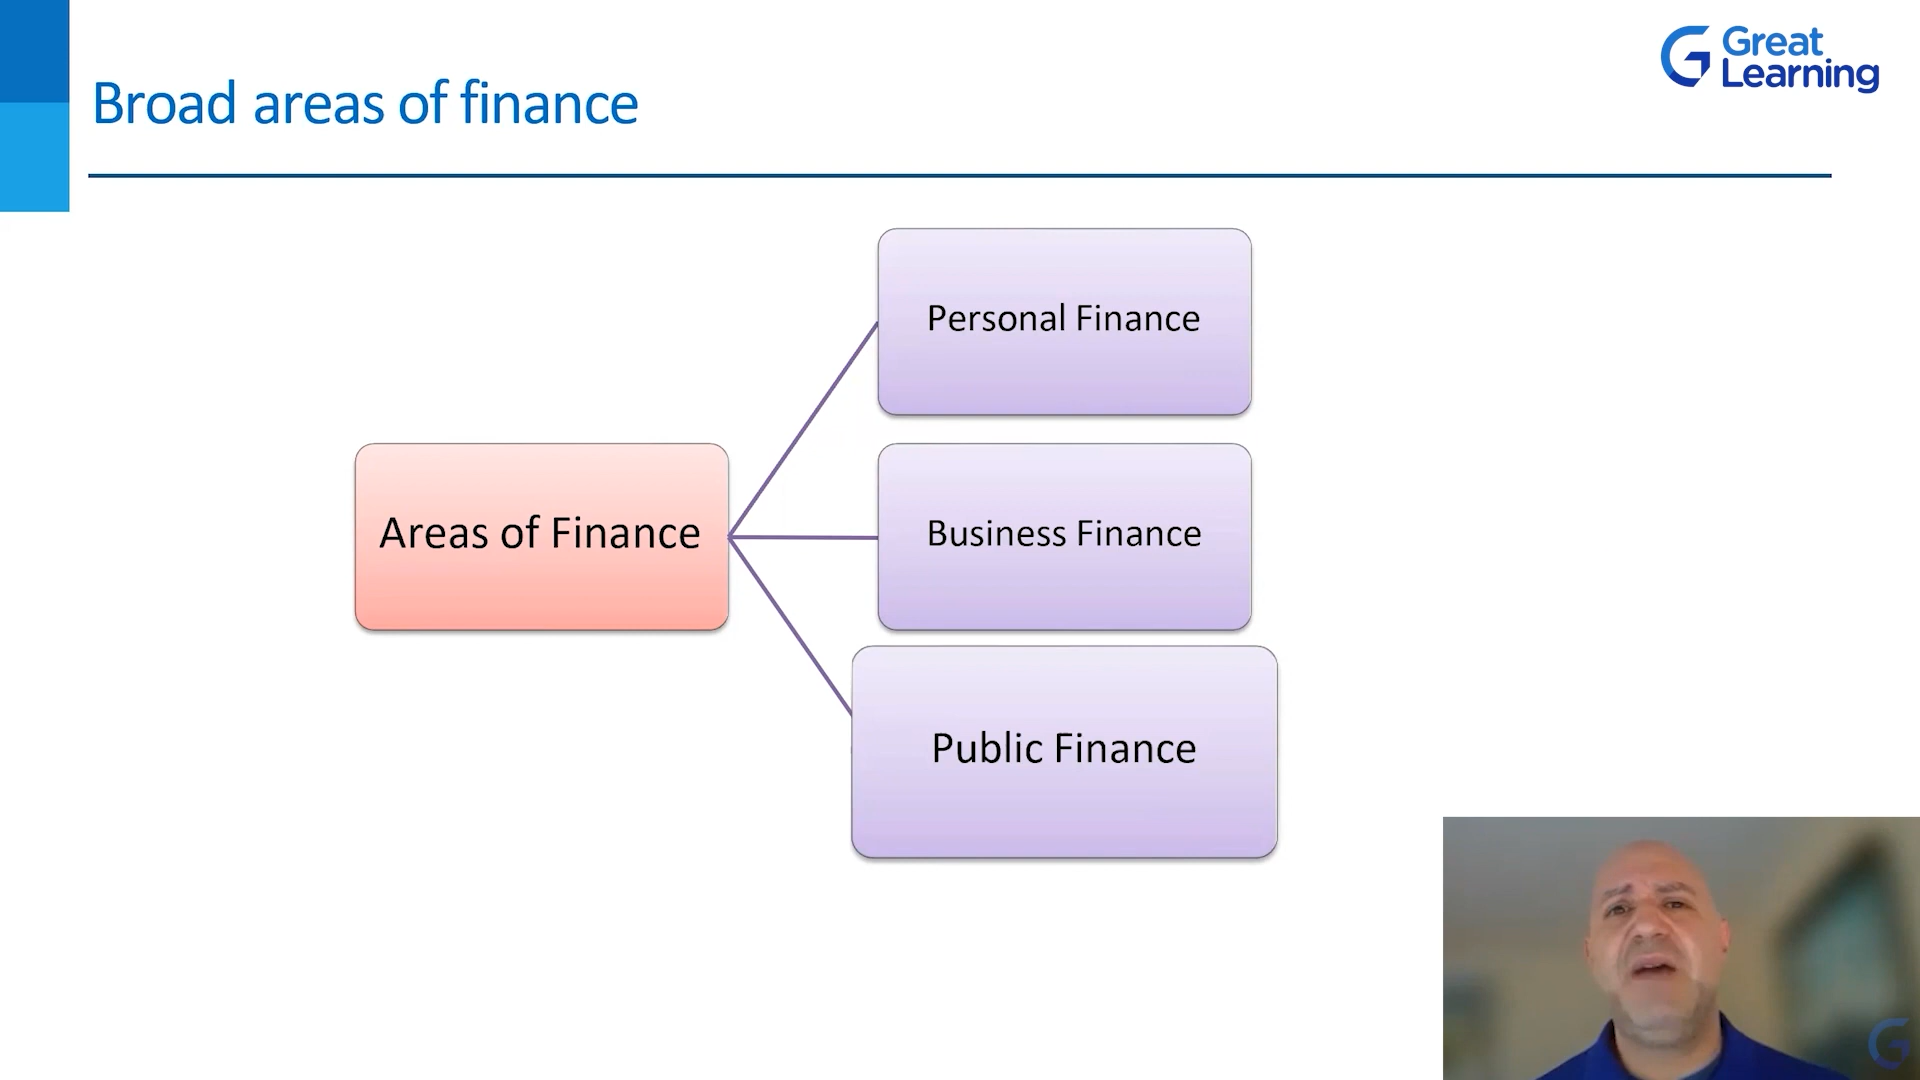 Great
Learning
Broad areas of finance
Personal Finance
Areas of Finance
Business Finance
Public Finance